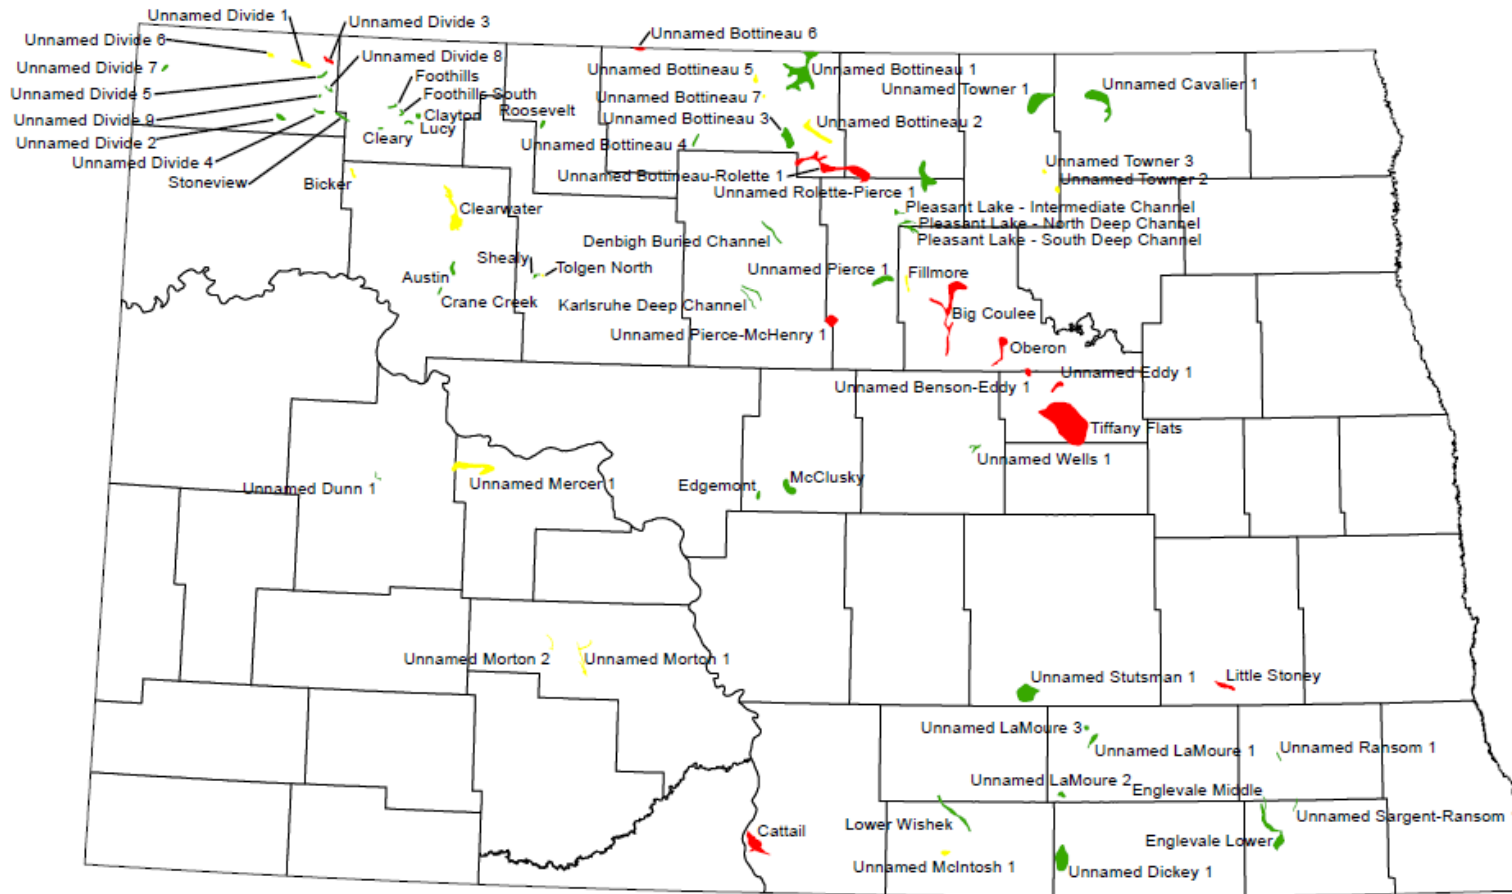 Unnamed Divide 1
Unnamed Divide 3
Unnamed Bottineau 6
Unnamed Divide 6
Unnamed Divide 8
Unnamed Divide 7
Foothills
Unnamed Bottineau 5
Unnamed Bottineau 1
Unnamed Cavalier 1
Unnamed Divide 5
Foothills South
Unnamed Bottineau 7
Unnamed Towner 1
Unnamed Divide 9
Clayton
Roosevelt
Unnamed Bottineau 3
Unnamed Bottineau 2
Lucy
Unnamed Divide 2
Cleary
Unnamed Bottineau 4
Unnamed Divide 4
Unnamed Towner 3
Stoneview
Bicker
Unnamed Bottineau-Rolette 1
Unnamed Towner 2
Unnamed Rolette-Pierce 1
Clearwater
Pleasant Lake - Intermediate Channel
Pleasant Lake - North Deep Channel
Denbigh Buried Channel
Pleasant Lake - South Deep Channel
Shealy
Tolgen North
Unnamed Pierce 1
Fillmore
Austin
Crane Creek
Karlsruhe Deep Channel
Big Coulee
Unnamed Pierce-McHenry 1
Oberon
Unnamed Eddy 1
Unnamed Benson-Eddy 1
Tiffany Flats
Unnamed Wells 1
Unnamed Dunn 1
Unnamed Mercer 1
Edgemont
McClusky
Unnamed Morton 2
Unnamed Morton 1
Unnamed Stutsman 1
Little Stoney
Unnamed LaMoure 3
Unnamed LaMoure 1
Unnamed Ransom 1
Unnamed LaMoure 2
Englevale Middle
Unnamed Sargent-Ransom
Cattail
Lower Wishek
Englevale Lower
Unnamed McIntosh 1
Unnamed Dickey 1